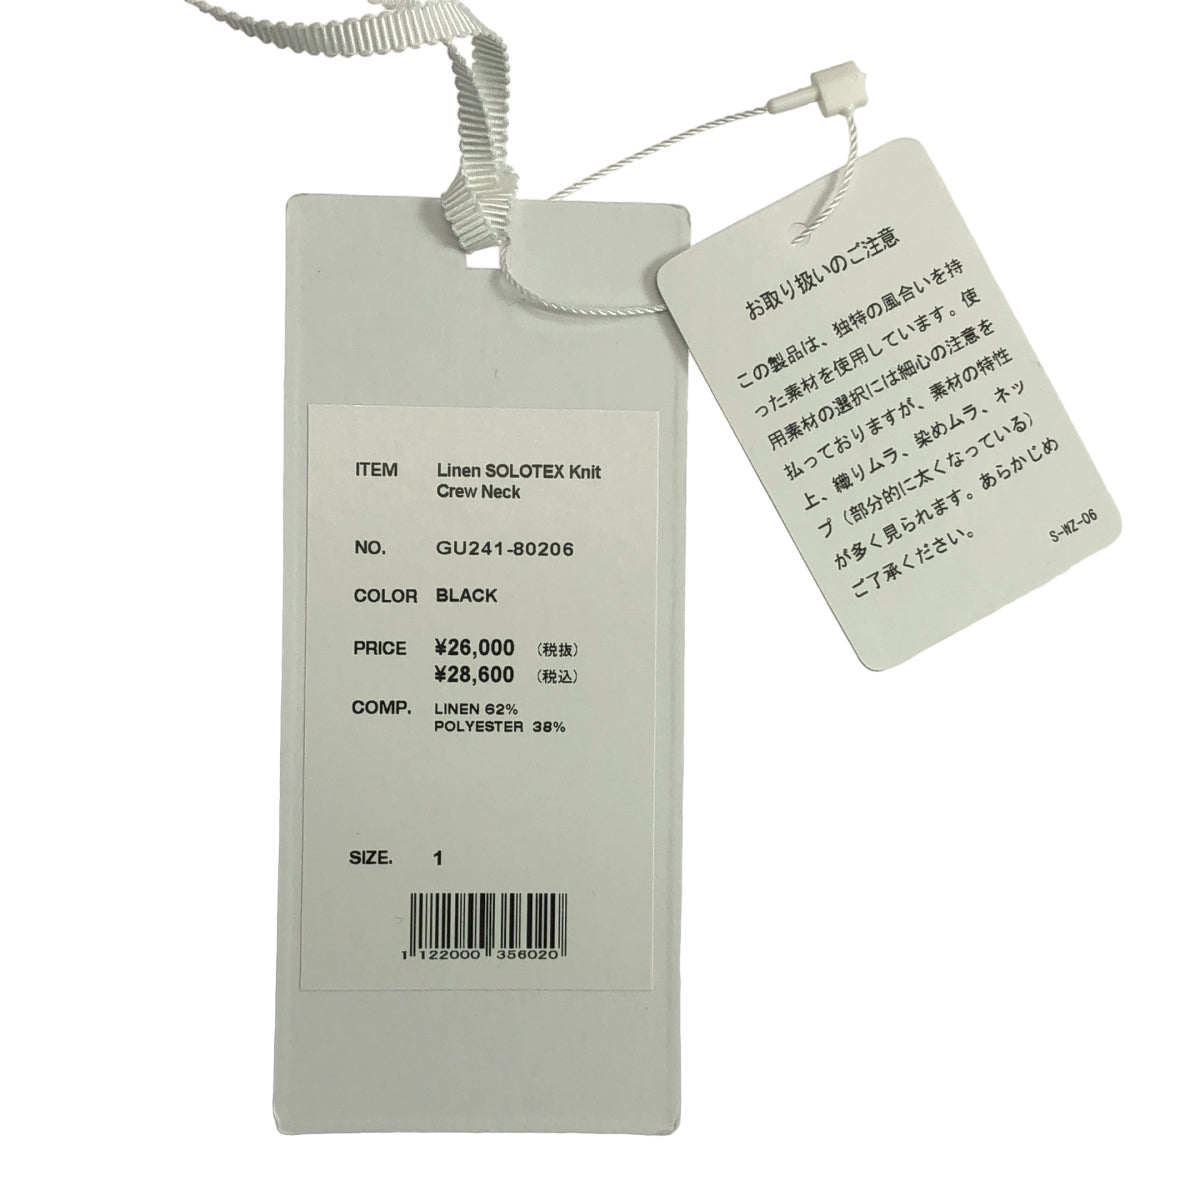 ITEM Linen SOLOTEX Knit
Crew Neck
NO. GU241-80206
COLOR BLACK
PRICE ¥26,000 (税抜)
¥28,600 (税込)
COMP. LINEN 62%
POLYESTER 38%
SIZE. 1
1 122000 356020
お取り扱いのご注意
この製品は、独特の風合いを持
った素材を使用しています。使
用素材の選択には細心の注意を
払っておりますが、素材の特性
上、織りムラ、染めムラ、ネッ
プ（部分的に太くなっている）
が多く見られます。あらかじめ
ご了承ください。
S-WZ-06